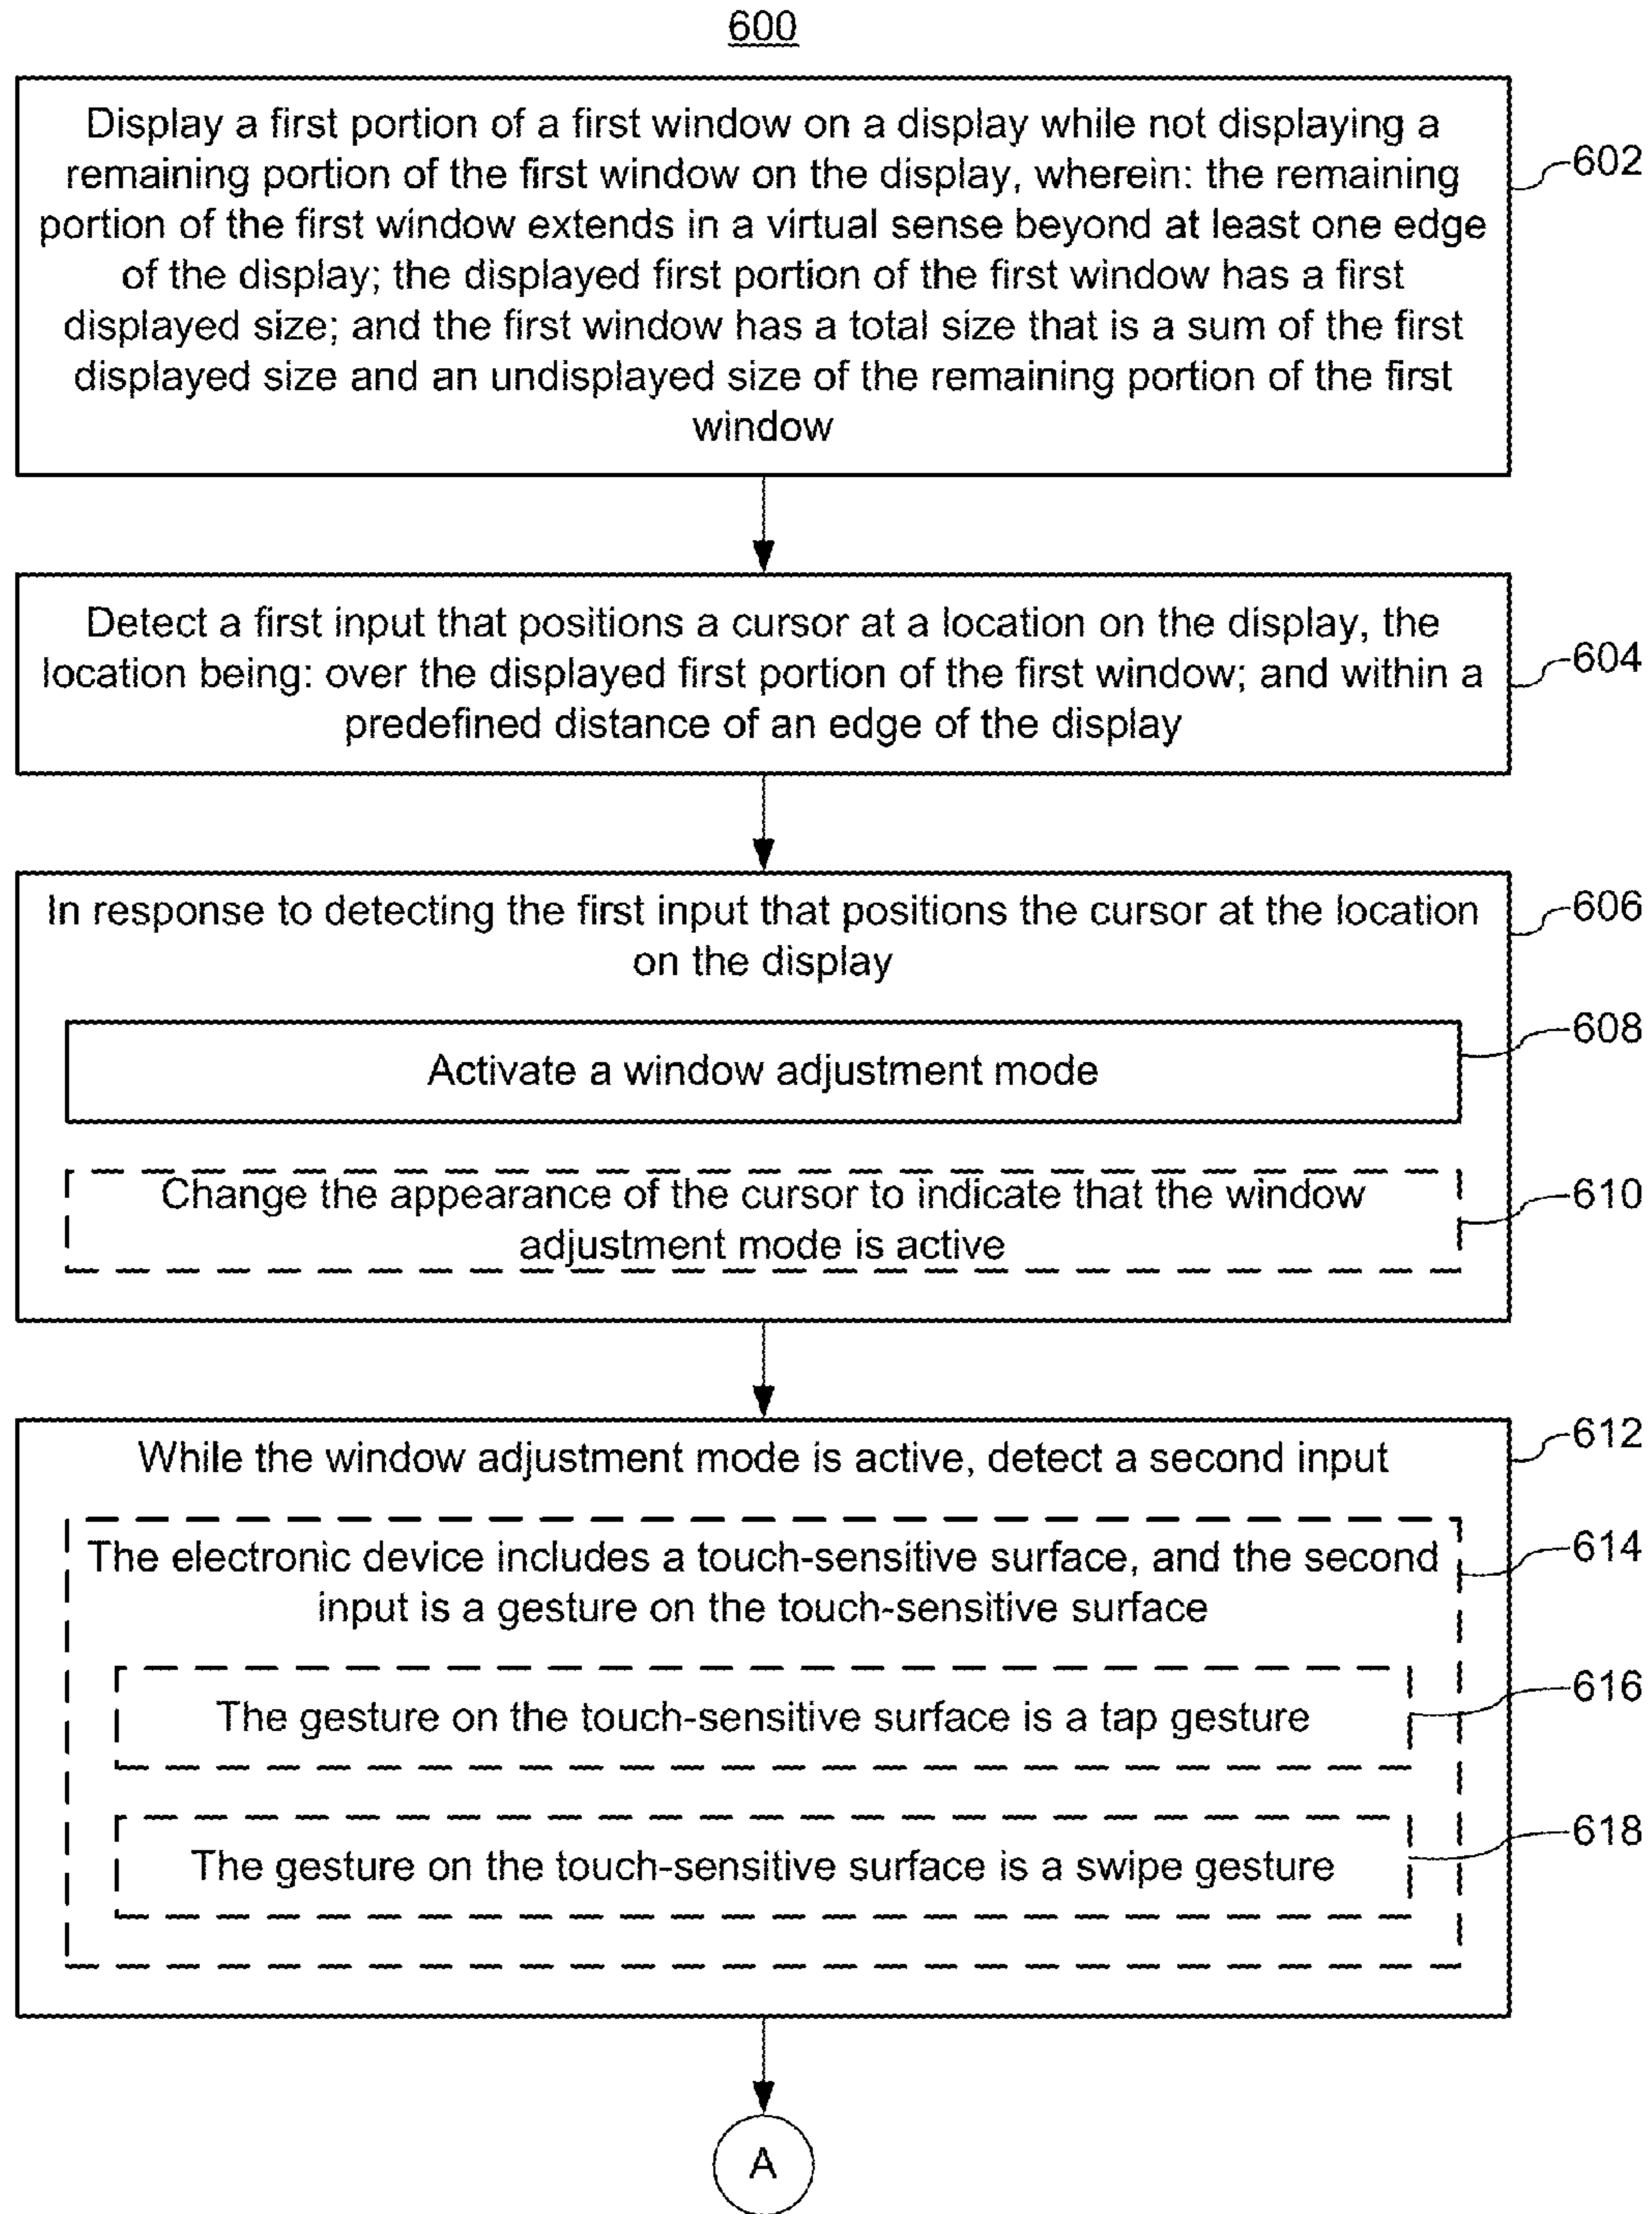 600
Display a first portion of a first window on a display while not displaying a
remaining portion of the first window on the display, wherein: the remaining
portion of the first window extends in a virtual sense beyond at least one edge
of the display; the displayed first portion of the first window has a first
displayed size; and the first window has a total size that is a sum of the first
displayed size and an undisplayed size of the remaining portion of the first
window
602
Detect a first input that positions a cursor at a location on the display, the
location being: over the displayed first portion of the first window; and within a
predefined distance of an edge of the display
604
In response to detecting the first input that positions the cursor at the location
on the display
606
Activate a window adjustment mode
608
Change the appearance of the cursor to indicate that the window
adjustment mode is active
610
While the window adjustment mode is active, detect a second input
612
The electronic device includes a touch-sensitive surface, and the second
input is a gesture on the touch-sensitive surface
614
The gesture on the touch-sensitive surface is a tap gesture
616
The gesture on the touch-sensitive surface is a swipe gesture
618
A